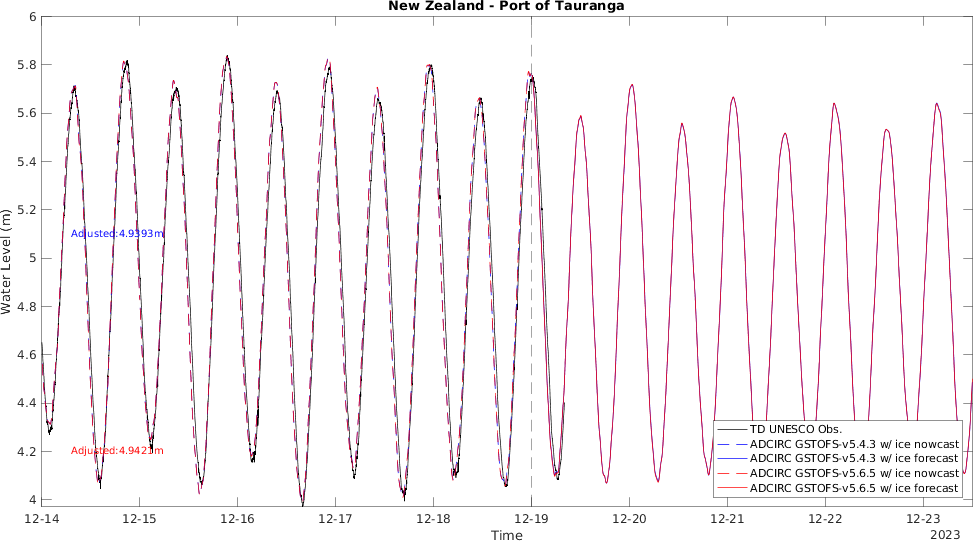 New Zealand - Port of Tauranga
6
5.8
5.6
5.4
5.2
5
4.8
4.6
4.4
4.2
4
Water Level (m)
Adjusted:4.9393m
Adjusted:4.9421m
TD UNESCO Obs.
ADCIRC GSTOFS-v5.4.3 w/ ice nowcast
ADCIRC GSTOFS-v5.4.3 w/ ice forecast
ADCIRC GSTOFS-v5.6.5 w/ ice nowcast
ADCIRC GSTOFS-v5.6.5 w/ ice forecast
12-14 12-15 12-16 12-17 12-18 12-19 12-20 12-21 12-22 12-23
Time
2023